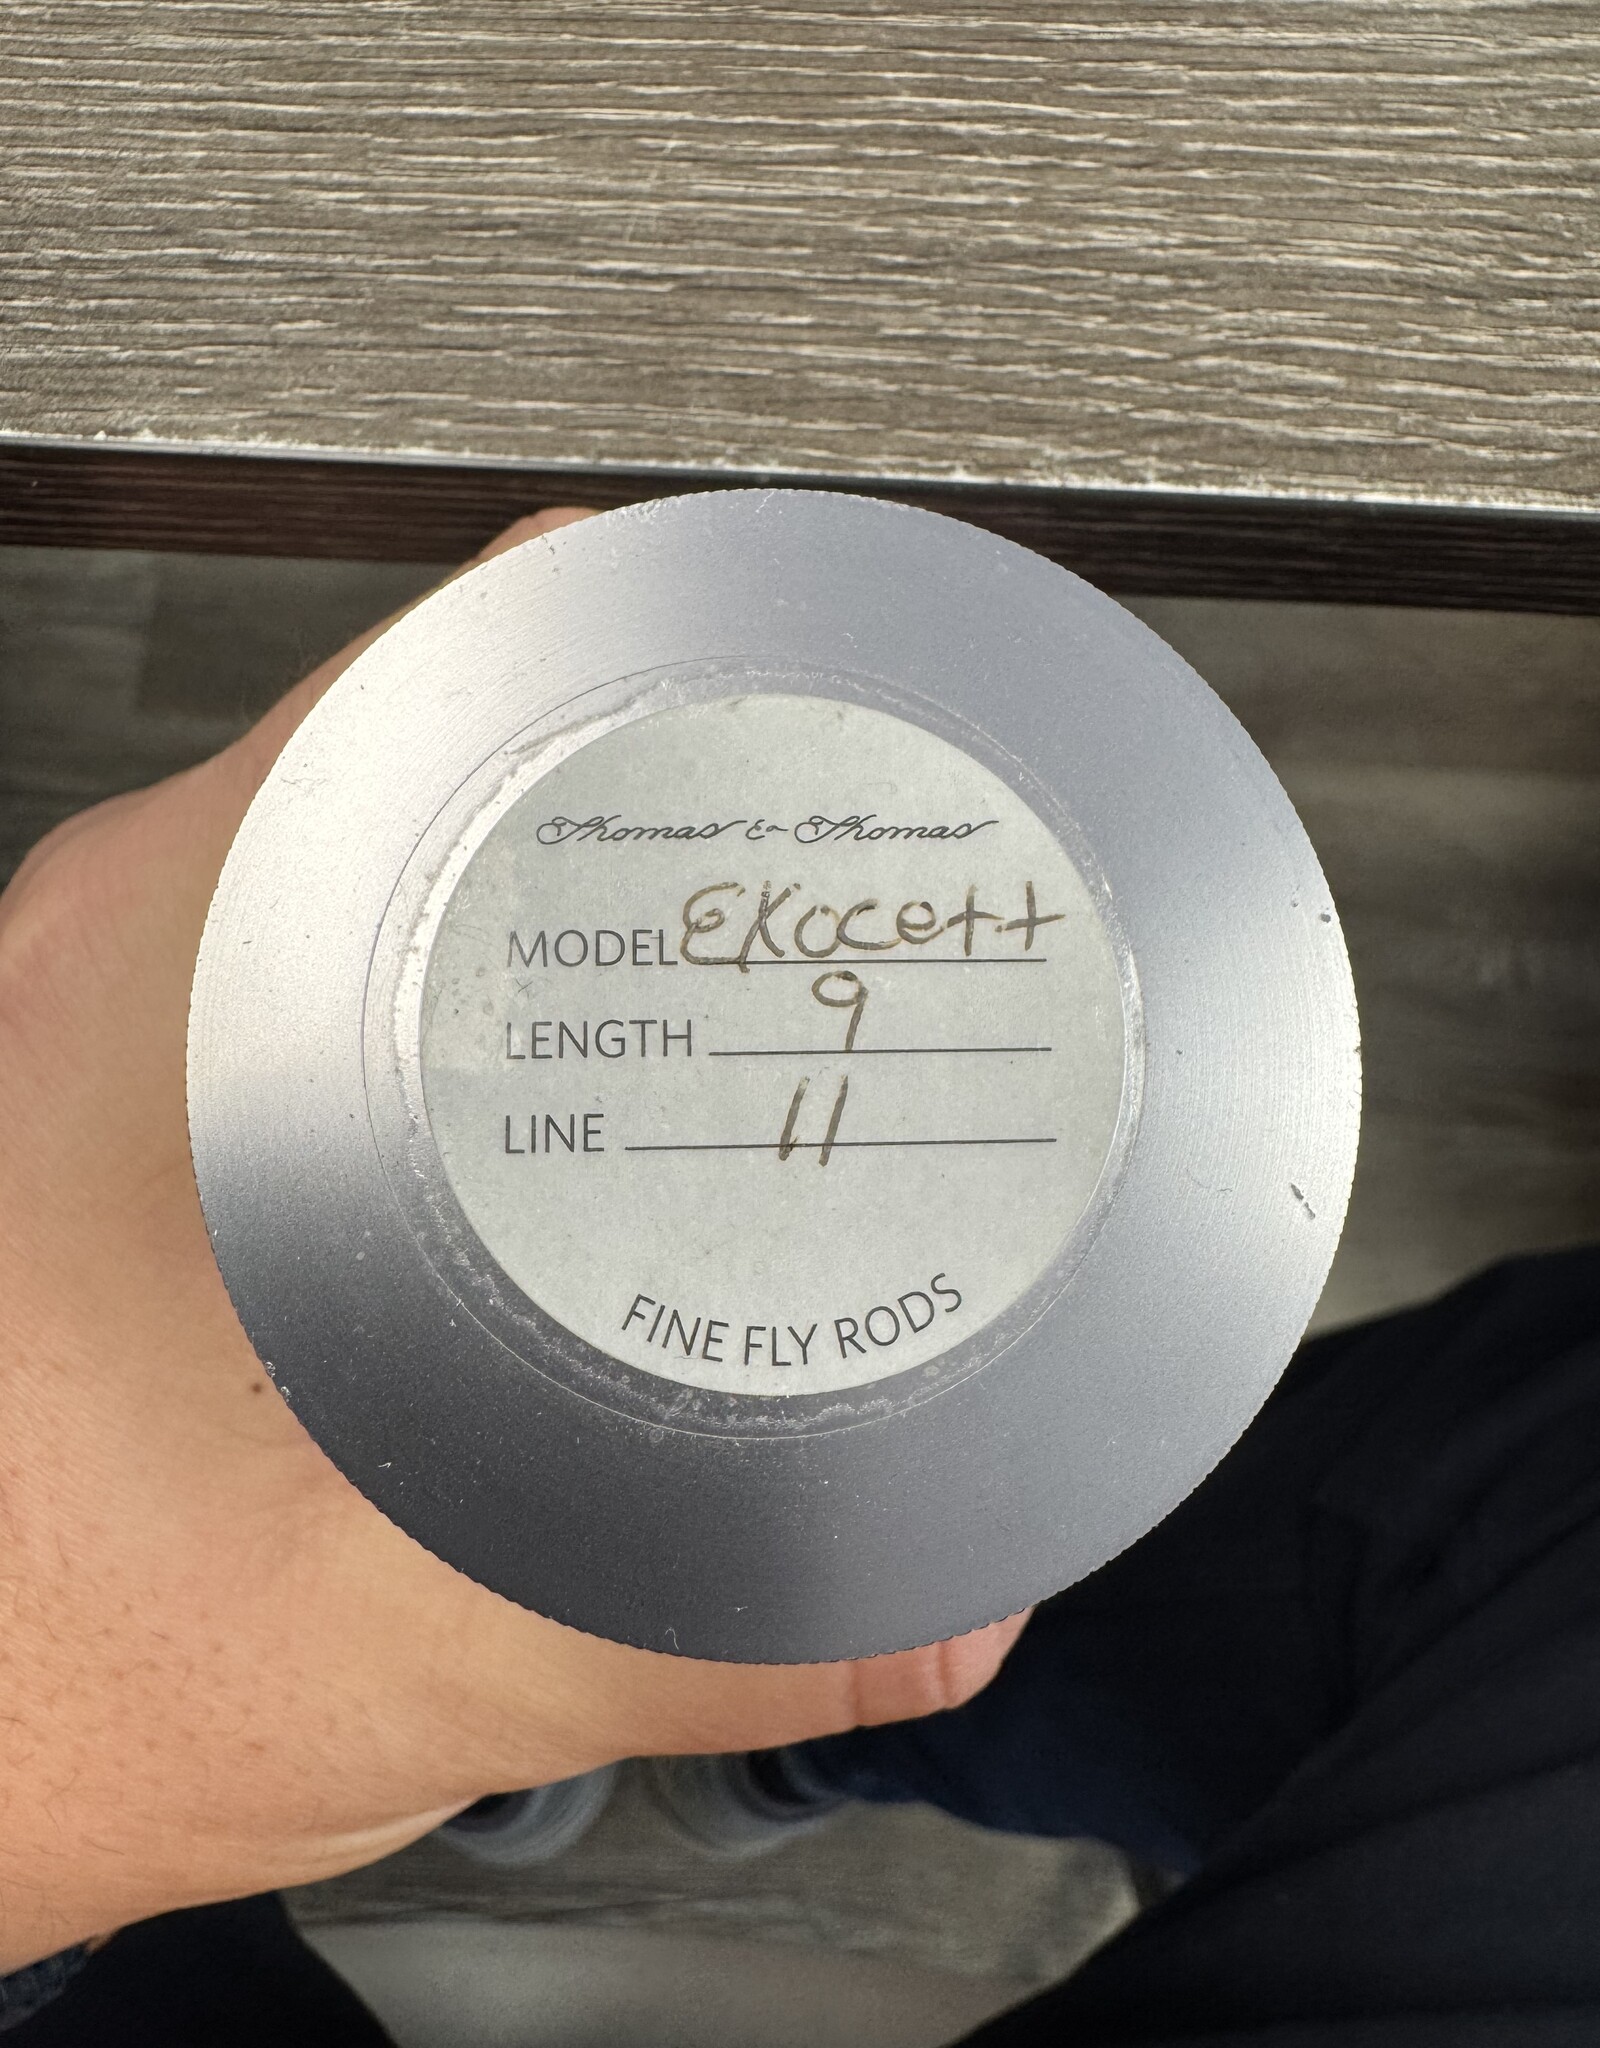 Thomas & Thomas
MODEL Exocett
LENGTH 9
LINE 11
FINE FLY RODS